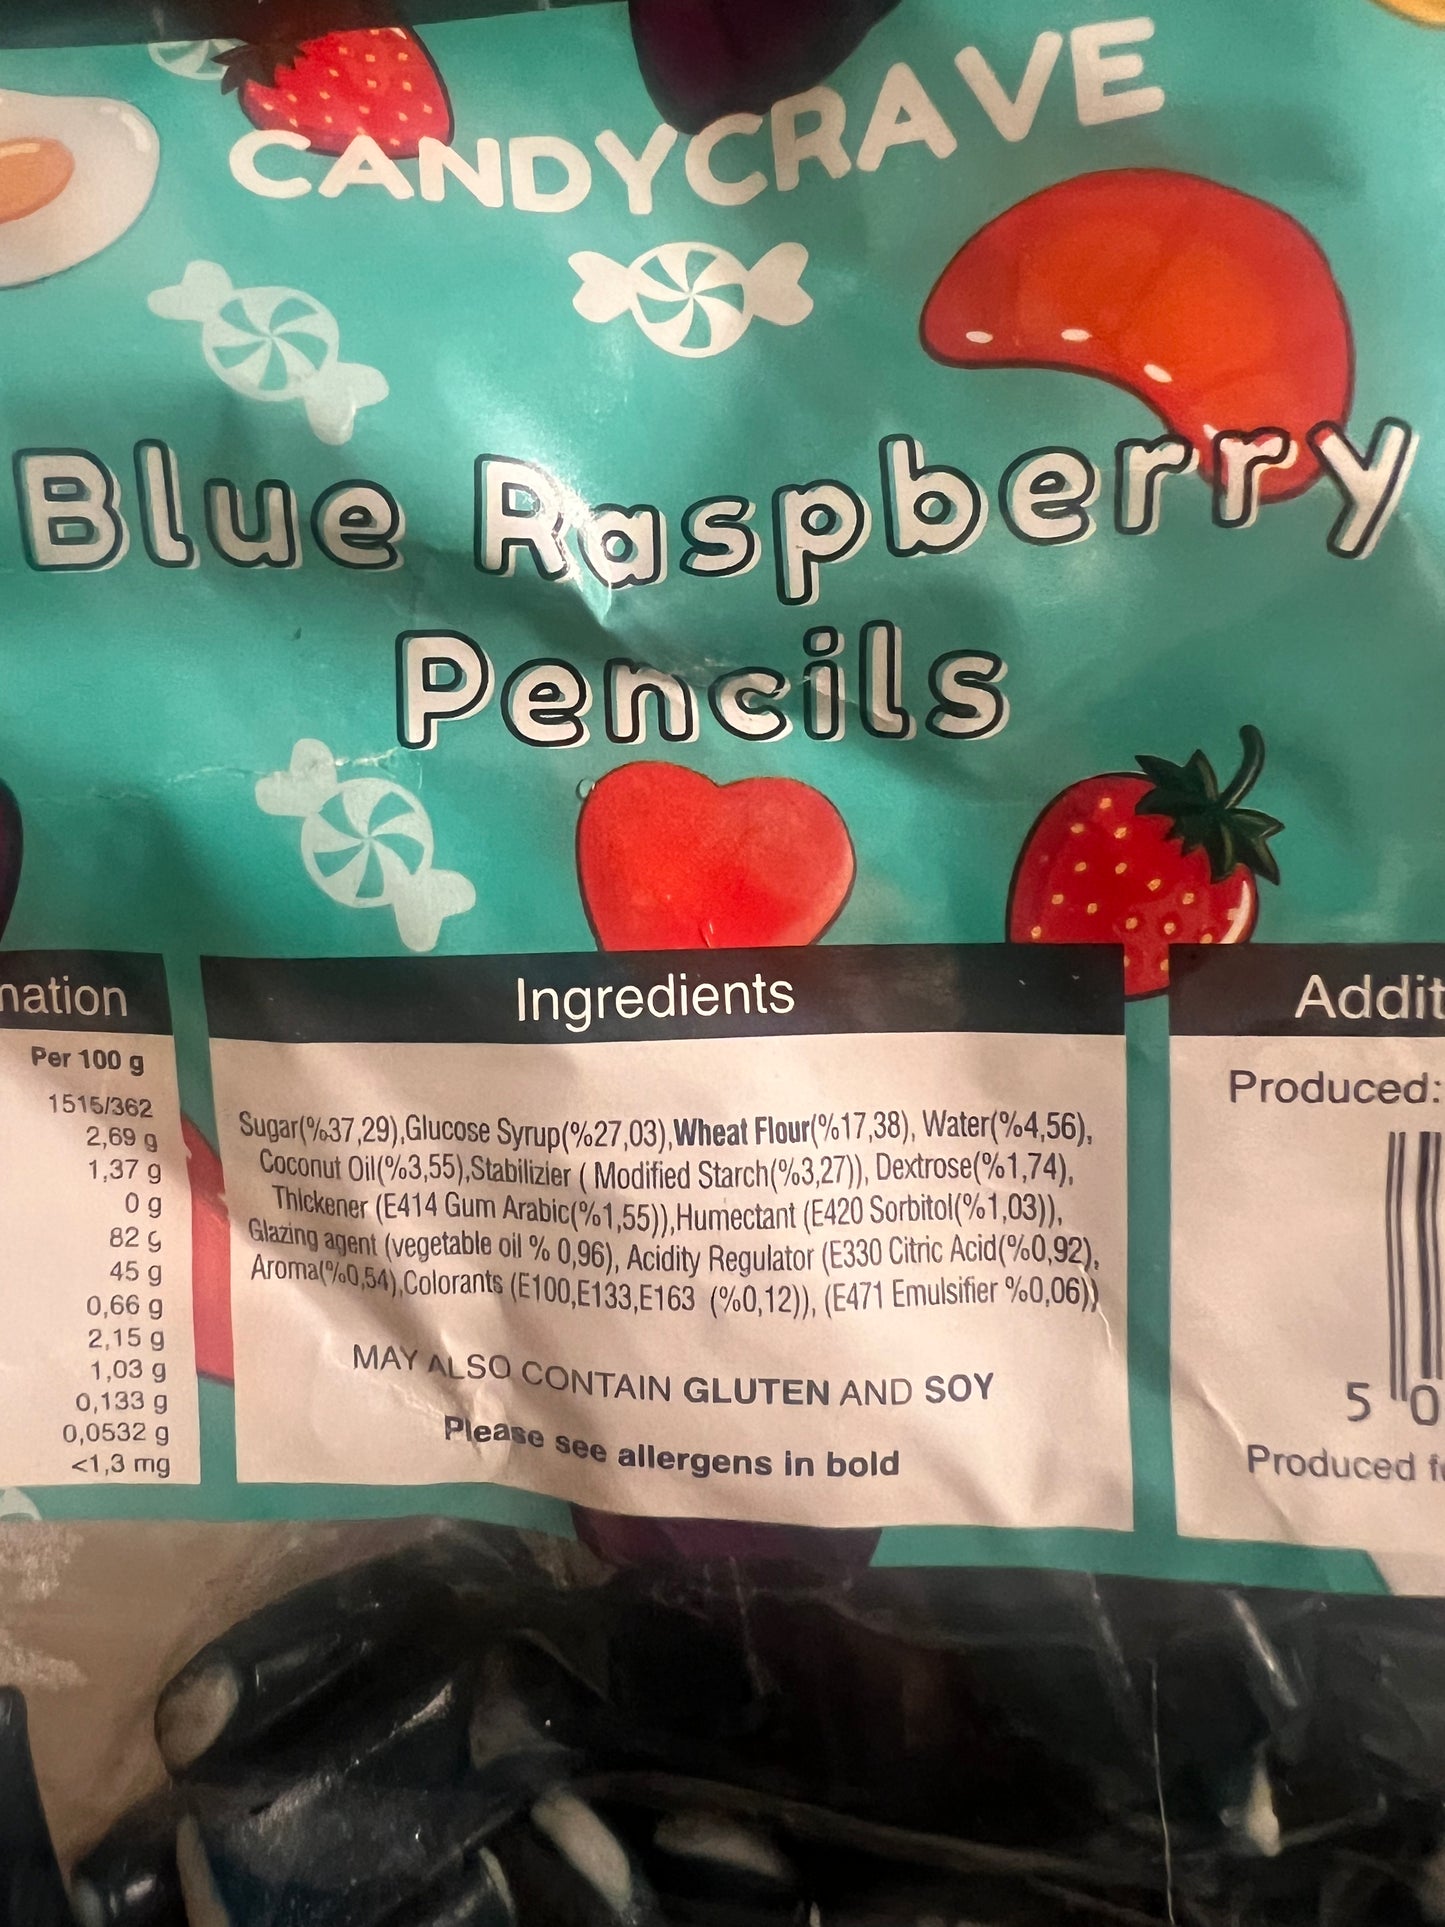 CANDYCRAVE
Blue Raspberry
Pencils
Per 100 g
1515/362
2,69 g
1,37 g
0 g
82 g
45 g
0,66 g
2,15 g
1,03 g
0,133 g
0,0532 g
<1,3 mg
Ingredients
Sugar(%37,29),Glucose Syrup(%27,03),Wheat Flour(%17,38), Water(%4,56),
Coconut Oil(%3,55),Stabilizier ( Modified Starch(%3,27)), Dextrose(%1,74),
Thickener (E414 Gum Arabic(%1,55)),Humectant (E420 Sorbitol(%1,03)),
Glazing agent (vegetable oil % 0,96), Acidity Regulator (E330 Citric Acid(%0,92),
Aroma(%0,54),Colorants (E100,E133,E163 (%0,12)), (E471 Emulsifier %0,06))
MAY ALSO CONTAIN GLUTEN AND SOY
Please see allergens in bold
Produced:
5 0
Produced